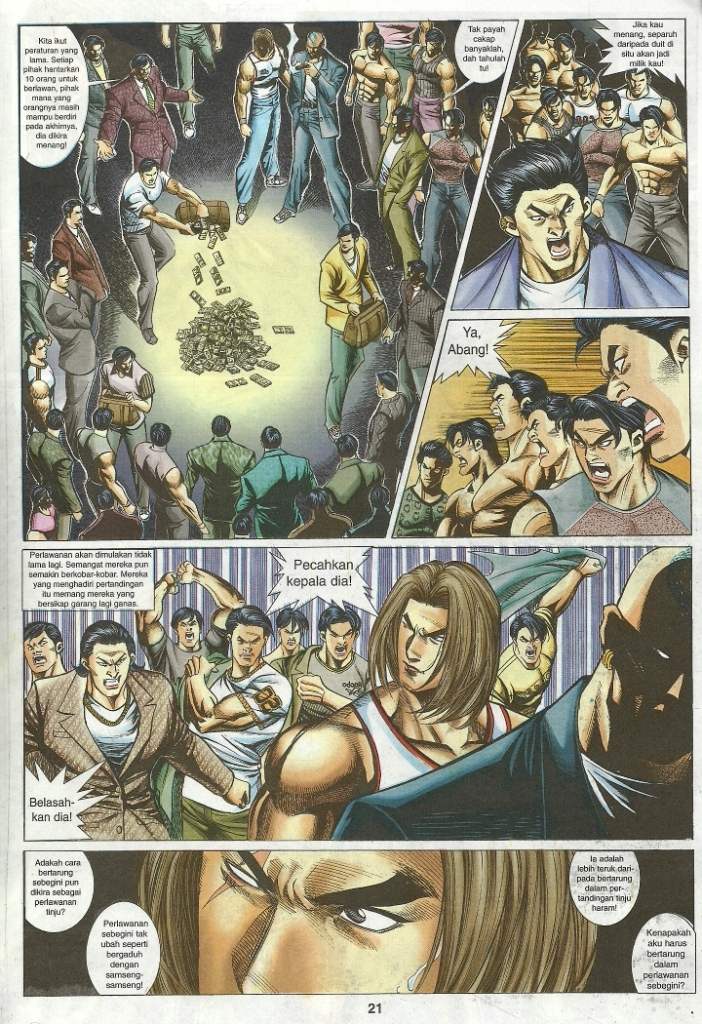 Kita ikut
peraturan yang
lama. Setiap
pihak hantarkan
10 orang untuk
berlawan, pihak
mana yang
orangnya masih
mampu berdiri
pada akhirnya,
dia dikira
menang!
Tak payah
cakap
banyaklah,
dah tahulah
tu!
Jika kau
menang, separuh
daripada duit di
situ akan jadi
milik kau!
Ya,
Abang!
Perlawanan akan dimulakan tidak
lama lagi. Semangat mereka pun
semakin berkobar-kobar. Mereka
yang menghadiri pertandingan
itu memang mereka yang
bersikap garang lagi ganas.
Pecahkan
kepala dia!
Belasah-
kan dia!
Adakah cara
bertarung
sebegini pun
dikira sebagai
perlawanan
tinju?
Perlawanan
sebegini tak
ubah seperti
bergaduh
dengan
samseng-
samseng!
Ia adalah
lebih teruk dari-
pada bertarung
dalam per-
tandingan tinju
haram!
Kenapakah
aku harus
bertarung
dalam
perlawanan
sebegini?
21